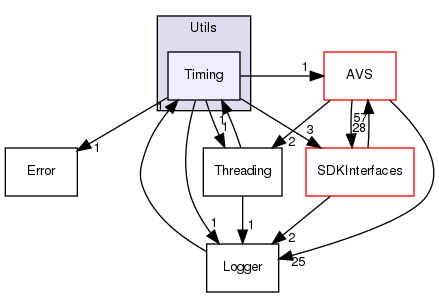 Utils
Timing
1
AVS
1
1
1
57
28
3
2
1
Error
Threading
SDKInterfaces
1
1
2
25
Logger